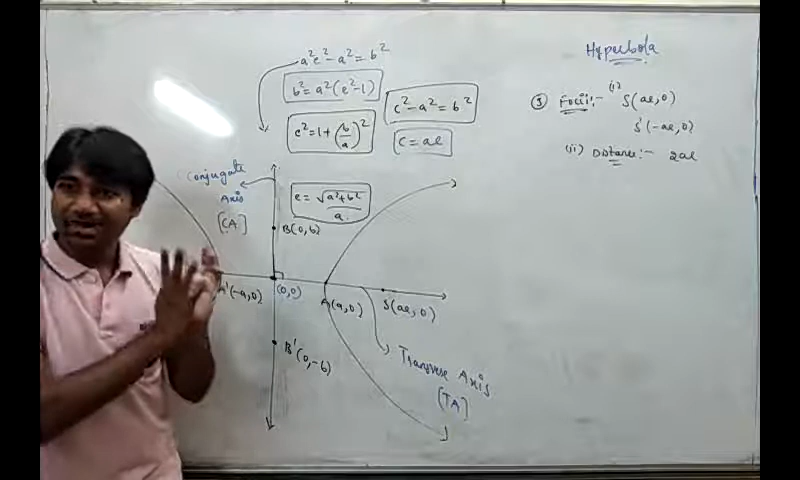 Hyperbola
a²e² - a² = b²
b² = a²(e²-1)
c² - a² = b²
e² = 1 + (b/a)²
c = ae
e = √a²+b² / a
Conjugate
Axis
[CA]
B(0,b)
A'(-a,0)
(0,0)
A(a,0)
S(ae,0)
B'(0,-b)
Transverse Axis
[TA]
③ Focii:- (i) S(ae,0)
S'(-ae,0)
(ii) Distance:- 2ae